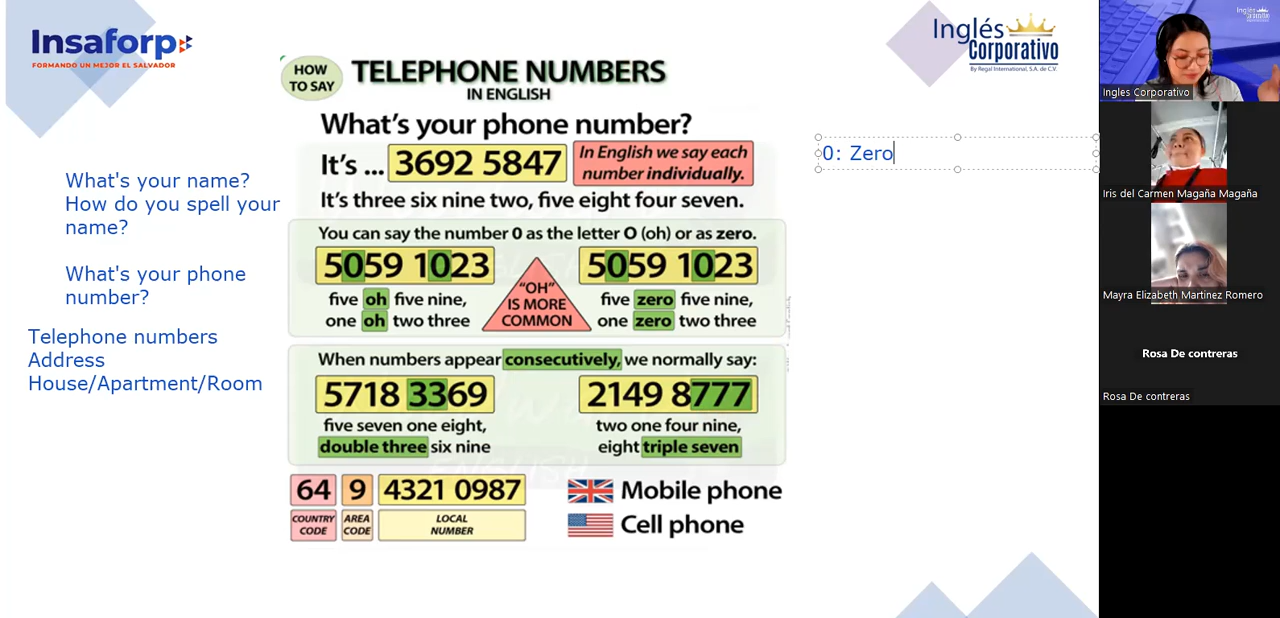 Insaforp
FORMANDO UN MEJOR EL SALVADOR
Inglés
Corporativo
By Regal International, S.A. de C.V.
HOW
TO SAY
TELEPHONE NUMBERS
IN ENGLISH
What's your phone number?
It's ... 3692 5847
In English we say each
number individually.
It's three six nine two, five eight four seven.
You can say the number 0 as the letter O (oh) or as zero.
5059 1023
five oh five nine,
one oh two three
"OH"
IS MORE
COMMON
5059 1023
five zero five nine,
one zero two three
When numbers appear consecutively, we normally say:
5718 3369
five seven one eight,
double three six nine
2149 8777
two one four nine,
eight triple seven
64 9 4321 0987
COUNTRY
CODE
AREA
CODE
LOCAL
NUMBER
Mobile phone
Cell phone
What's your name?
How do you spell your
name?
What's your phone
number?
Telephone numbers
Address
House/Apartment/Room
0: Zero
Ingles Corporativo
Iris del Carmen Magaña Magaña
Mayra Elizabeth Martinez Romero
Rosa De contreras
Rosa De contreras